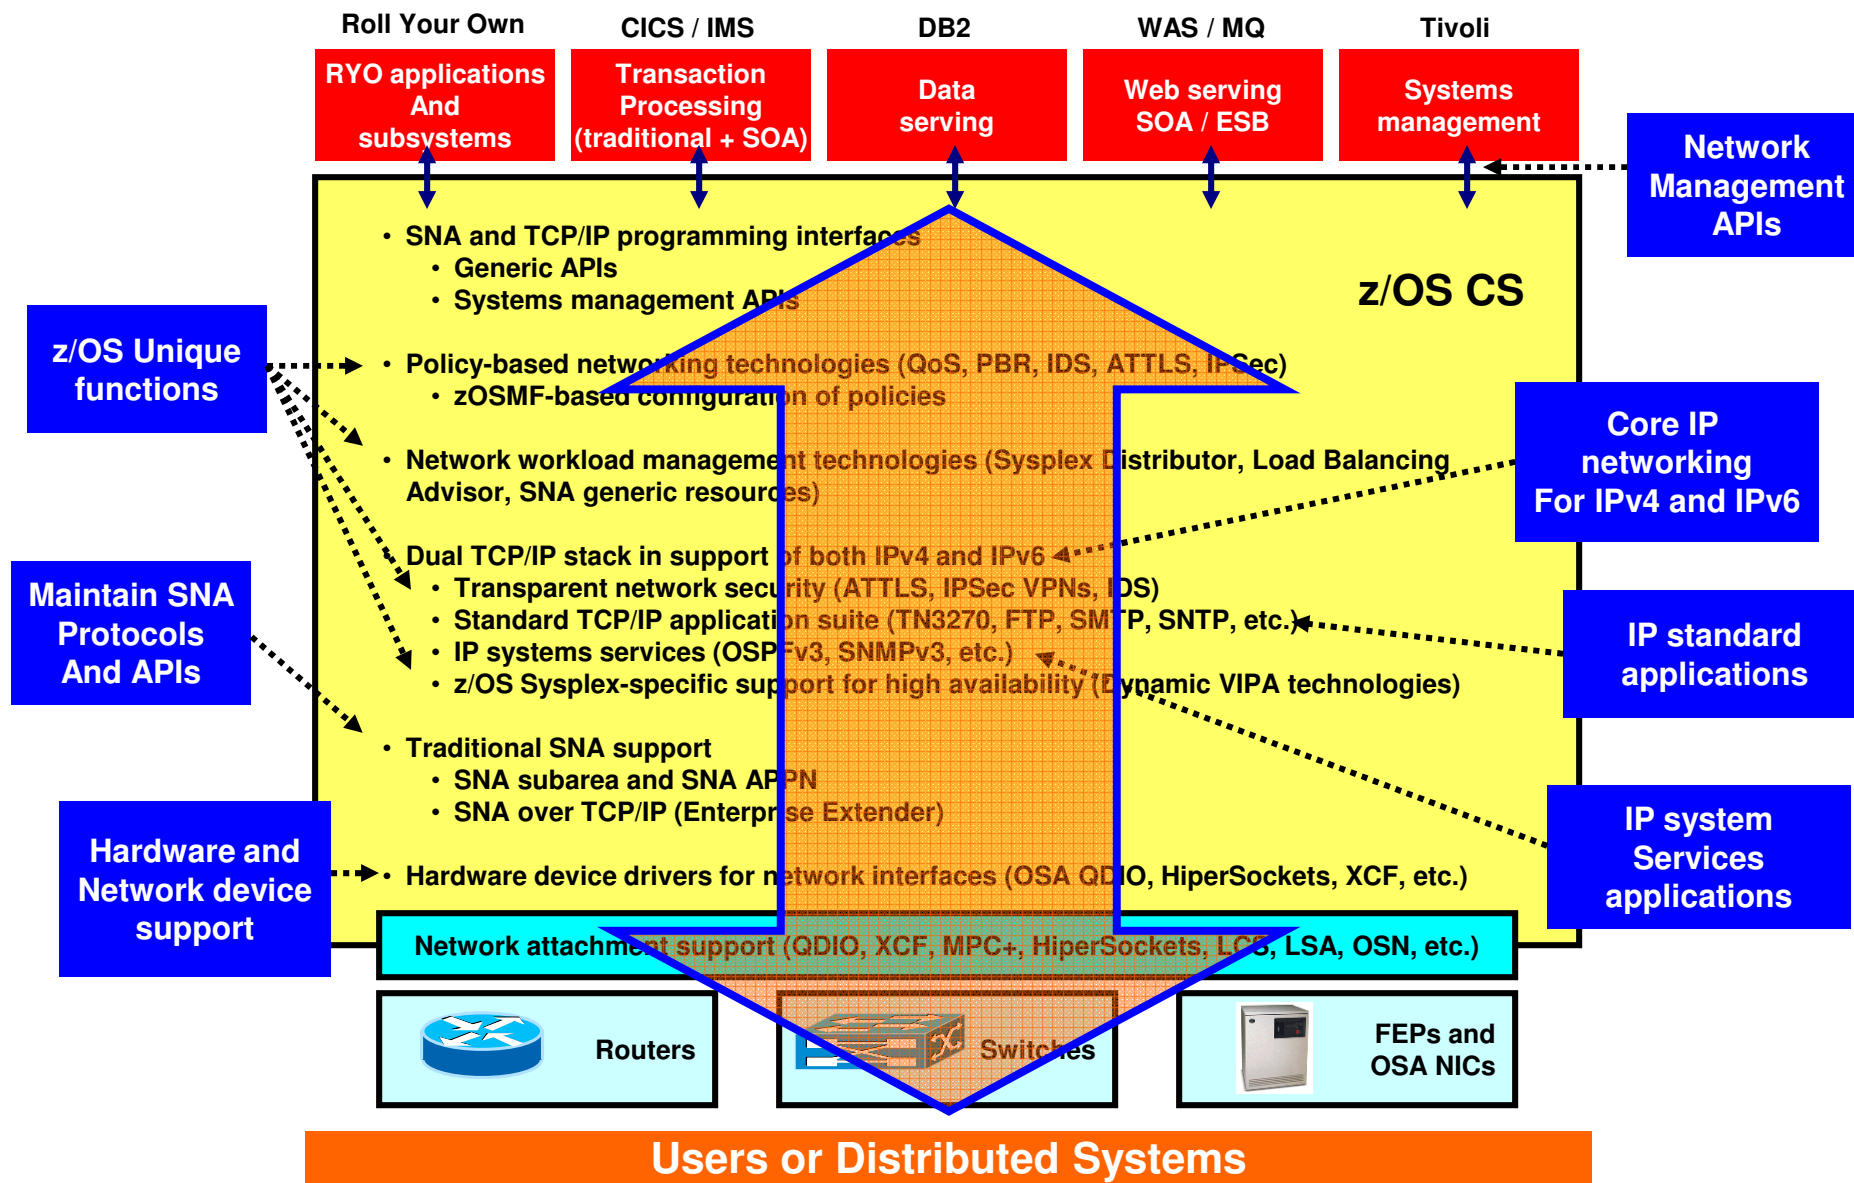 Roll Your Own
CICS / IMS
DB2
WAS / MQ
Tivoli
RYO applications
And
subsystems
Transaction
Processing
(traditional + SOA)
Data
serving
Web serving
SOA / ESB
Systems
management
Network
Management
APIs
z/OS CS
• SNA and TCP/IP programming interfaces
• Generic APIs
• Systems management APIs
• Policy-based networking technologies (QoS, PBR, IDS, ATTLS, IPSec)
• zOSMF-based configuration of policies
• Network workload management technologies (Sysplex Distributor, Load Balancing
Advisor, SNA generic resources)
• Dual TCP/IP stack in support of both IPv4 and IPv6
• Transparent network security (ATTLS, IPSec VPNs, IDS)
• Standard TCP/IP application suite (TN3270, FTP, SMTP, SNTP, etc.)
• IP systems services (OSPFv3, SNMPv3, etc.)
• z/OS Sysplex-specific support for high availability (Dynamic VIPA technologies)
• Traditional SNA support
• SNA subarea and SNA APPN
• SNA over TCP/IP (Enterprise Extender)
• Hardware device drivers for network interfaces (OSA QDIO, HiperSockets, XCF, etc.)
z/OS Unique
functions
Maintain SNA
Protocols
And APIs
Hardware and
Network device
support
Core IP
networking
For IPv4 and IPv6
IP standard
applications
IP system
Services
applications
Network attachment support (QDIO, XCF, MPC+, HiperSockets, LCS, LSA, OSN, etc.)
Routers
Switches
FEPs and
OSA NICs
Users or Distributed Systems